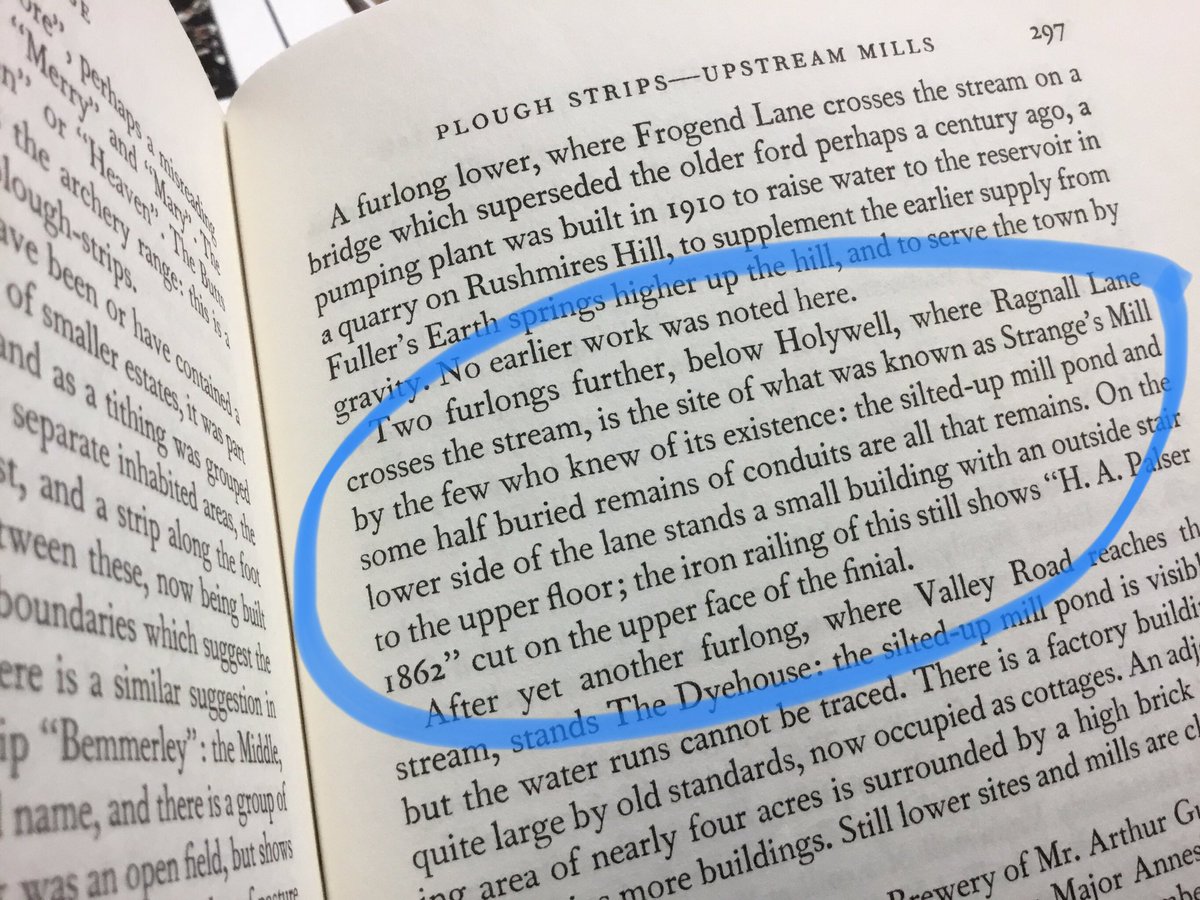 ore", perhaps a misreading
"Merry" and "Mary". The
or "Heaven". The Butts
the archery range: this is a
plough-strips.
ave been or have contained a
of smaller estates, it was part
and as a tithing was grouped
separate inhabited areas, the
st, and a strip along the foot
tween these, now being built
boundaries which suggest the
ere is a similar suggestion in
ip "Bemmerley": the Middle,
name, and there is a group of
was an open field, but shows
PLOUGH STRIPS—UPSTREAM MILLS 297
A furlong lower, where Frogend Lane crosses the stream on a
bridge which superseded the older ford perhaps a century ago, a
pumping plant was built in 1910 to raise water to the reservoir in
a quarry on Rushmires Hill, to supplement the earlier supply from
Fuller's Earth springs higher up the hill, and to serve the town by
gravity. No earlier work was noted here.
Two furlongs further, below Holywell, where Ragnall Lane
crosses the stream, is the site of what was known as Strange's Mill
by the few who knew of its existence: the silted-up mill pond and
some half buried remains of conduits are all that remains. On the
lower side of the lane stands a small building with an outside stair
to the upper floor; the iron railing of this still shows "H. A. Palser
1862" cut on the upper face of the finial.
After yet another furlong, where Valley Road reaches th
stream, stands The Dyehouse: the silted-up mill pond is visib
but the water runs cannot be traced. There is a factory buildi
quite large by old standards, now occupied as cottages. An adj
ing area of nearly four acres is surrounded by a high brick
more buildings. Still lower sites and mills are c
Brewery of Mr. Arthur G
Major Annes